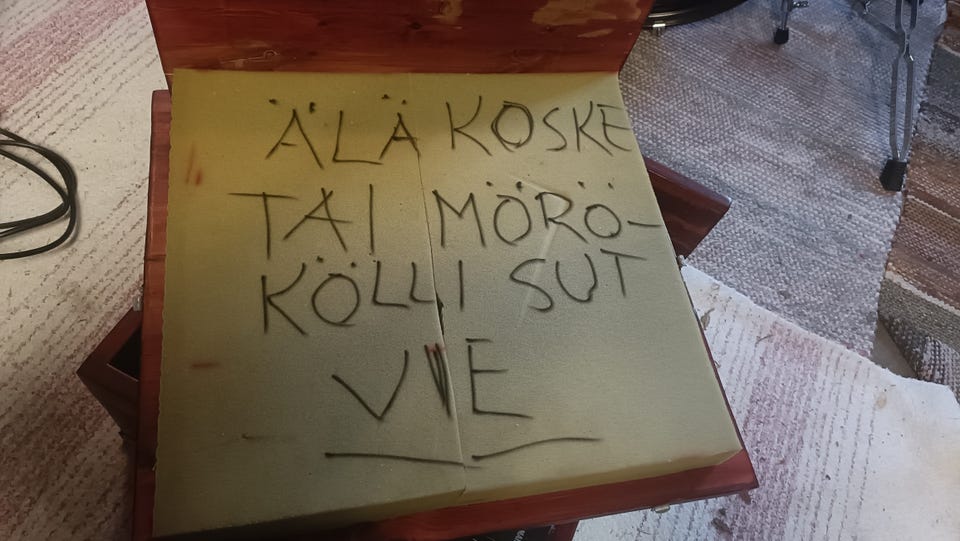 ÄLÄ KOSKE
TAI MÖRÖ-
KÖLLI SUT
VIE